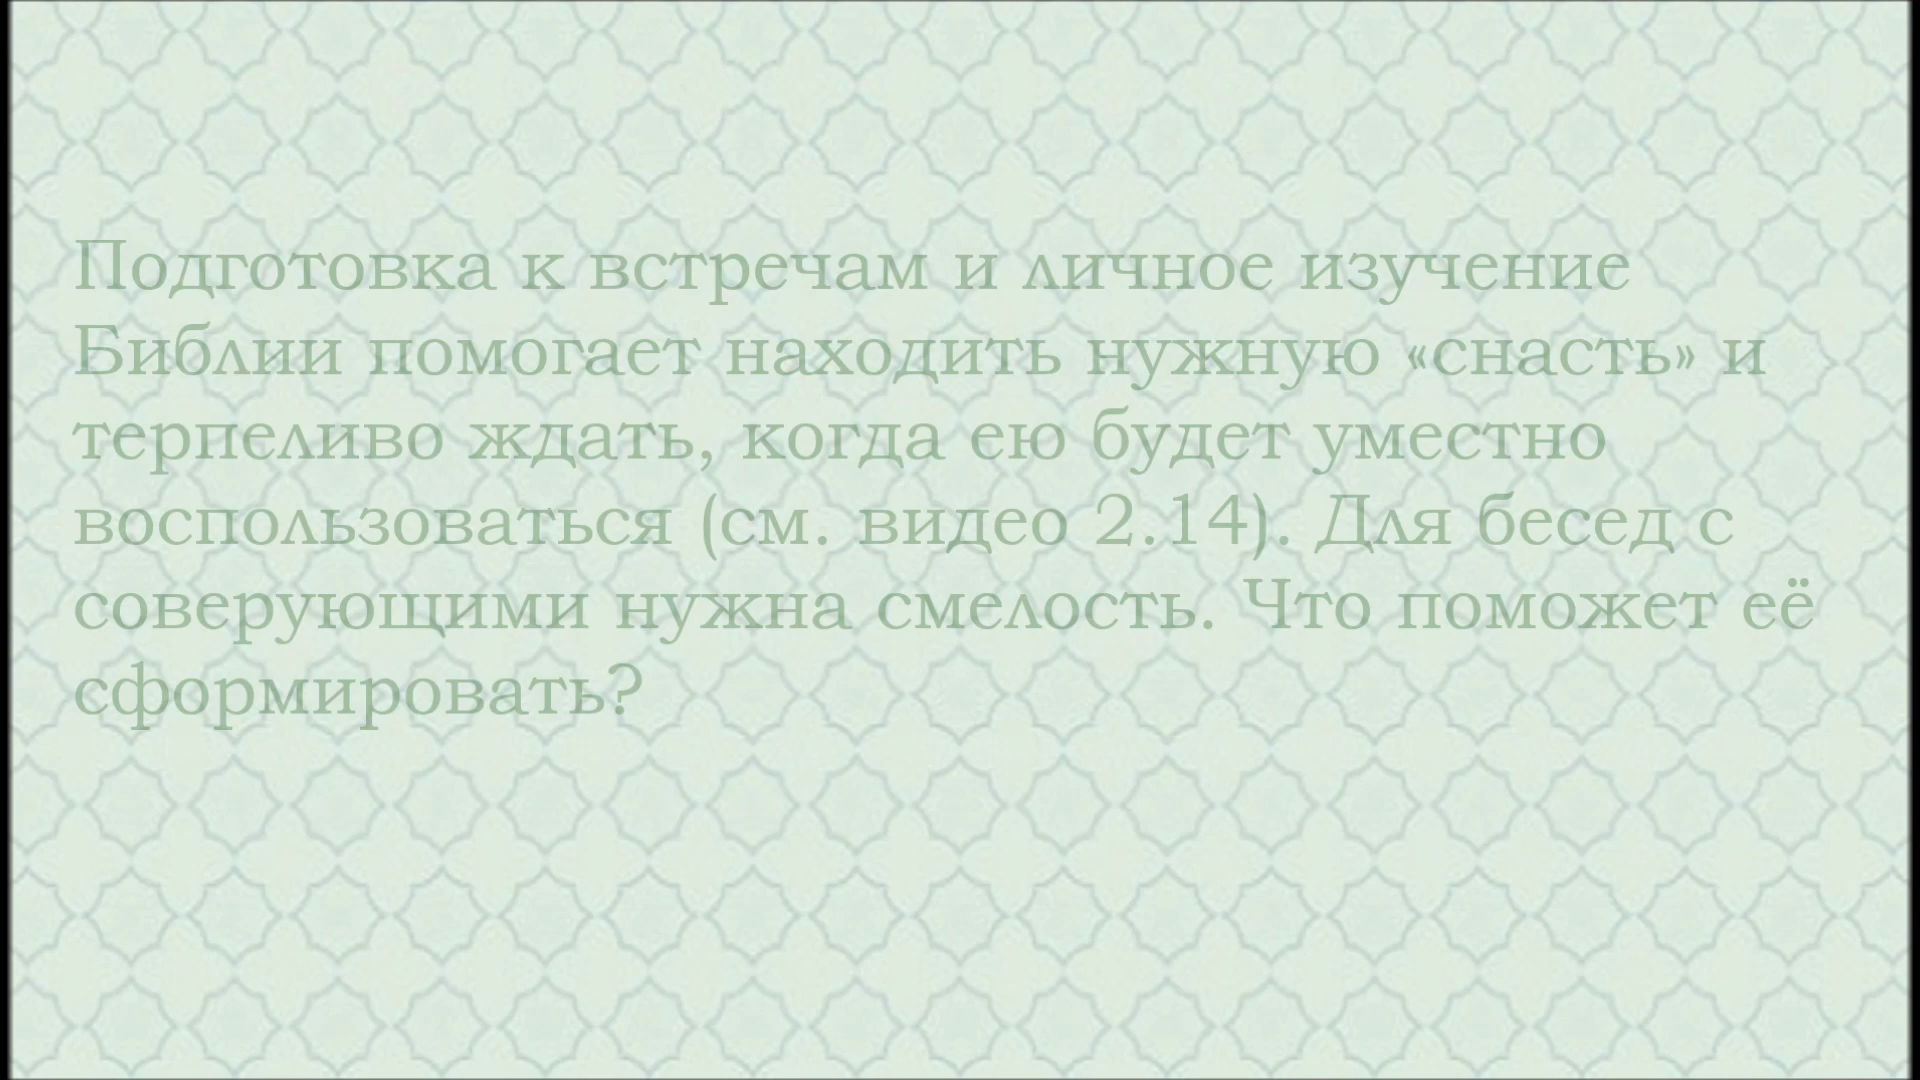 Подготовка к встречам и личное изучение
Библии помогает находить нужную «снасть» и
терпеливо ждать, когда ею будет уместно
воспользоваться (см. видео 2.14). Для бесед с
соверующими нужна смелость. Что поможет её
сформировать?